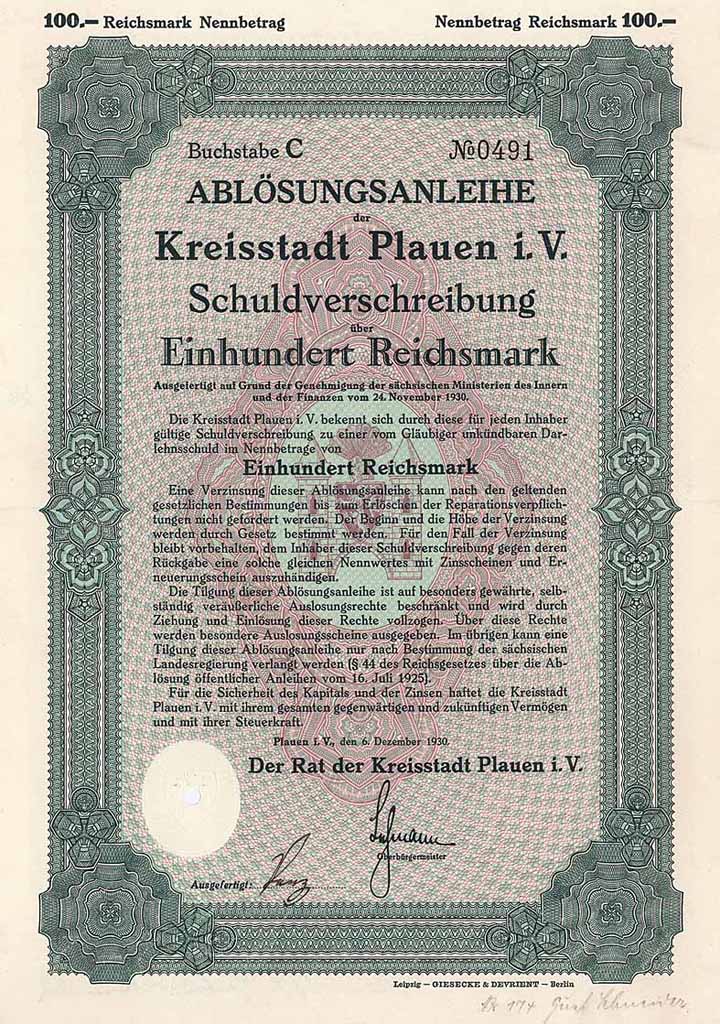 100.— Reichsmark Nennbetrag
Nennbetrag Reichsmark 100.—
Buchstabe C
№ 0491
ABLÖSUNGSANLEIHE
der
Kreisstadt Plauen i. V.
Schuldverschreibung
über
Einhundert Reichsmark
Ausgefertigt auf Grund der Genehmigung der sächsischen Ministerien des Innern
und der Finanzen vom 24. November 1930.
Die Kreisstadt Plauen i. V. bekennt sich durch diese für jeden Inhaber
gültige Schuldverschreibung zu einer vom Gläubiger unkündbaren Dar-
lehnsschuld im Nennbetrage von
Einhundert Reichsmark
Eine Verzinsung dieser Ablösungsanleihe kann nach den geltenden
gesetzlichen Bestimmungen bis zum Erlöschen der Reparationsverpflich-
tungen nicht gefordert werden. Der Beginn und die Höhe der Verzinsung
werden durch Gesetz bestimmt werden. Für den Fall der Verzinsung
bleibt vorbehalten, dem Inhaber dieser Schuldverschreibung gegen deren
Rückgabe eine solche gleichen Nennwertes mit Zinsscheinen und Er-
neuerungsschein auszuhändigen.
Die Tilgung dieser Ablösungsanleihe ist auf besonders gewährte, selb-
ständig veräußerliche Auslosungsrechte beschränkt und wird durch
Ziehung und Einlösung dieser Rechte vollzogen. Über diese Rechte
werden besondere Auslosungsscheine ausgegeben. Im übrigen kann eine
Tilgung dieser Ablösungsanleihe nur nach Bestimmung der sächsischen
Landesregierung verlangt werden (§ 44 des Reichsgesetzes über die Ab-
lösung öffentlicher Anleihen vom 16. Juli 1925).
Für die Sicherheit des Kapitals und der Zinsen haftet die Kreisstadt
Plauen i. V. mit ihrem gesamten gegenwärtigen und zukünftigen Vermögen
und mit ihrer Steuerkraft.
Plauen i. V., den 6. Dezember 1930.
Der Rat der Kreisstadt Plauen i. V.
Oberbürgermeister
Ausgefertigt:
Leipzig — GIESECKE & DEVRIENT — Berlin